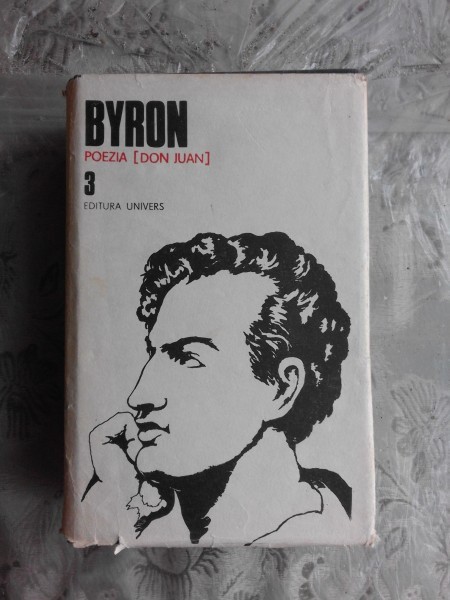 BYRON
POEZIA [DON JUAN]
3
EDITURA UNIVERS